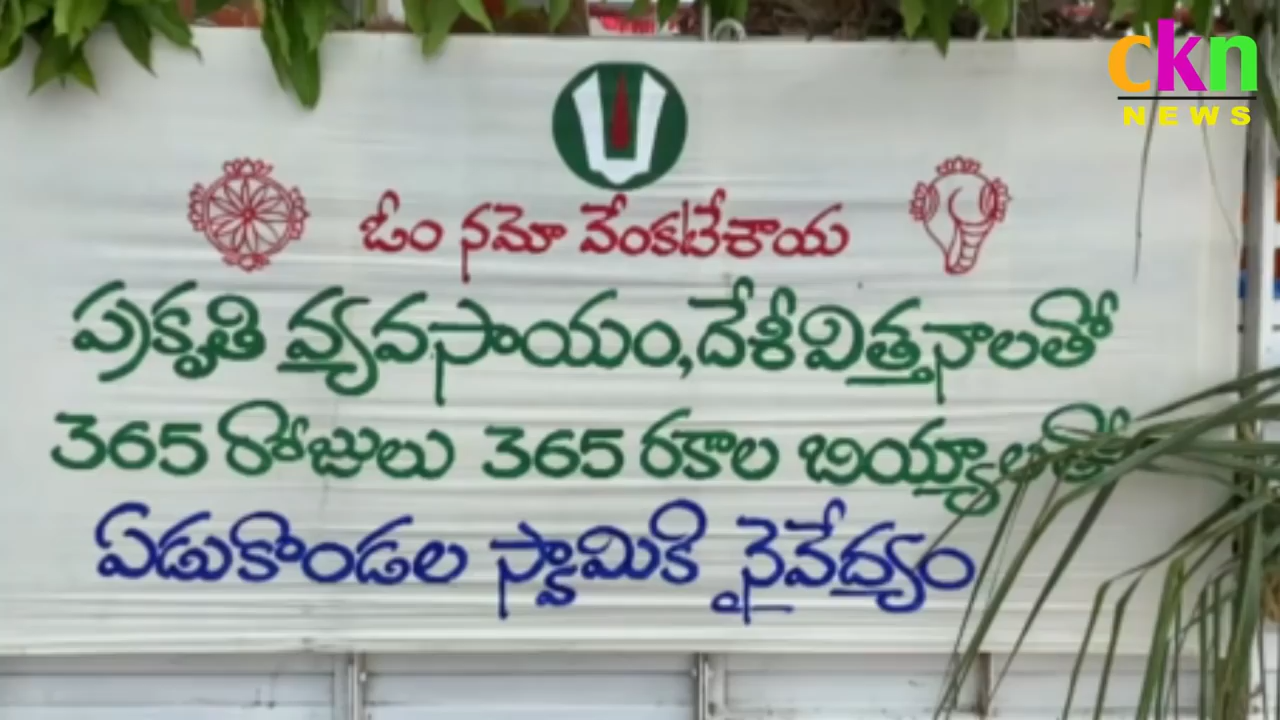 ckn
NEWS
ఓం నమో వేంకటేశాయ
ప్రకృతి వ్యవసాయం,దేశీవిత్తనాలతో
365 రోజులు 365 రకాల బియ్యాలతో
ఏడుకొండల స్వామికి నైవేద్యం